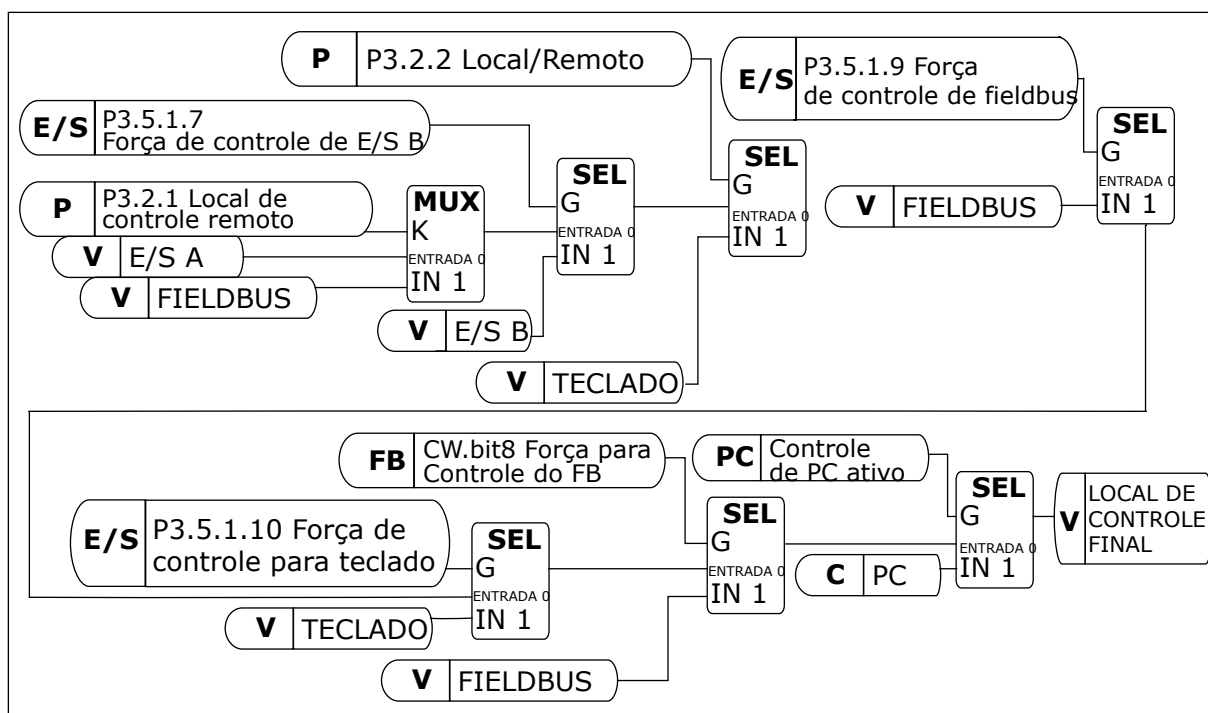 P P3.2.2 Local/Remoto
E/S P3.5.1.9 Força
de controle de fieldbus
SEL
G
ENTRADA 0
IN 1
V FIELDBUS
E/S P3.5.1.7
Força de controle de E/S B
SEL
G
ENTRADA 0
IN 1
SEL
G
ENTRADA 0
IN 1
P P3.2.1 Local de
controle remoto
MUX
K
ENTRADA 0
IN 1
V E/S A
V FIELDBUS
V E/S B
V TECLADO
FB CW.bit8 Força para
Controle do FB
PC Controle
de PC ativo
SEL
G
ENTRADA 0
IN 1
V LOCAL DE
CONTROLE
FINAL
E/S P3.5.1.10 Força de
controle para teclado
SEL
G
ENTRADA 0
IN 1
SEL
G
ENTRADA 0
IN 1
C PC
V TECLADO
V FIELDBUS